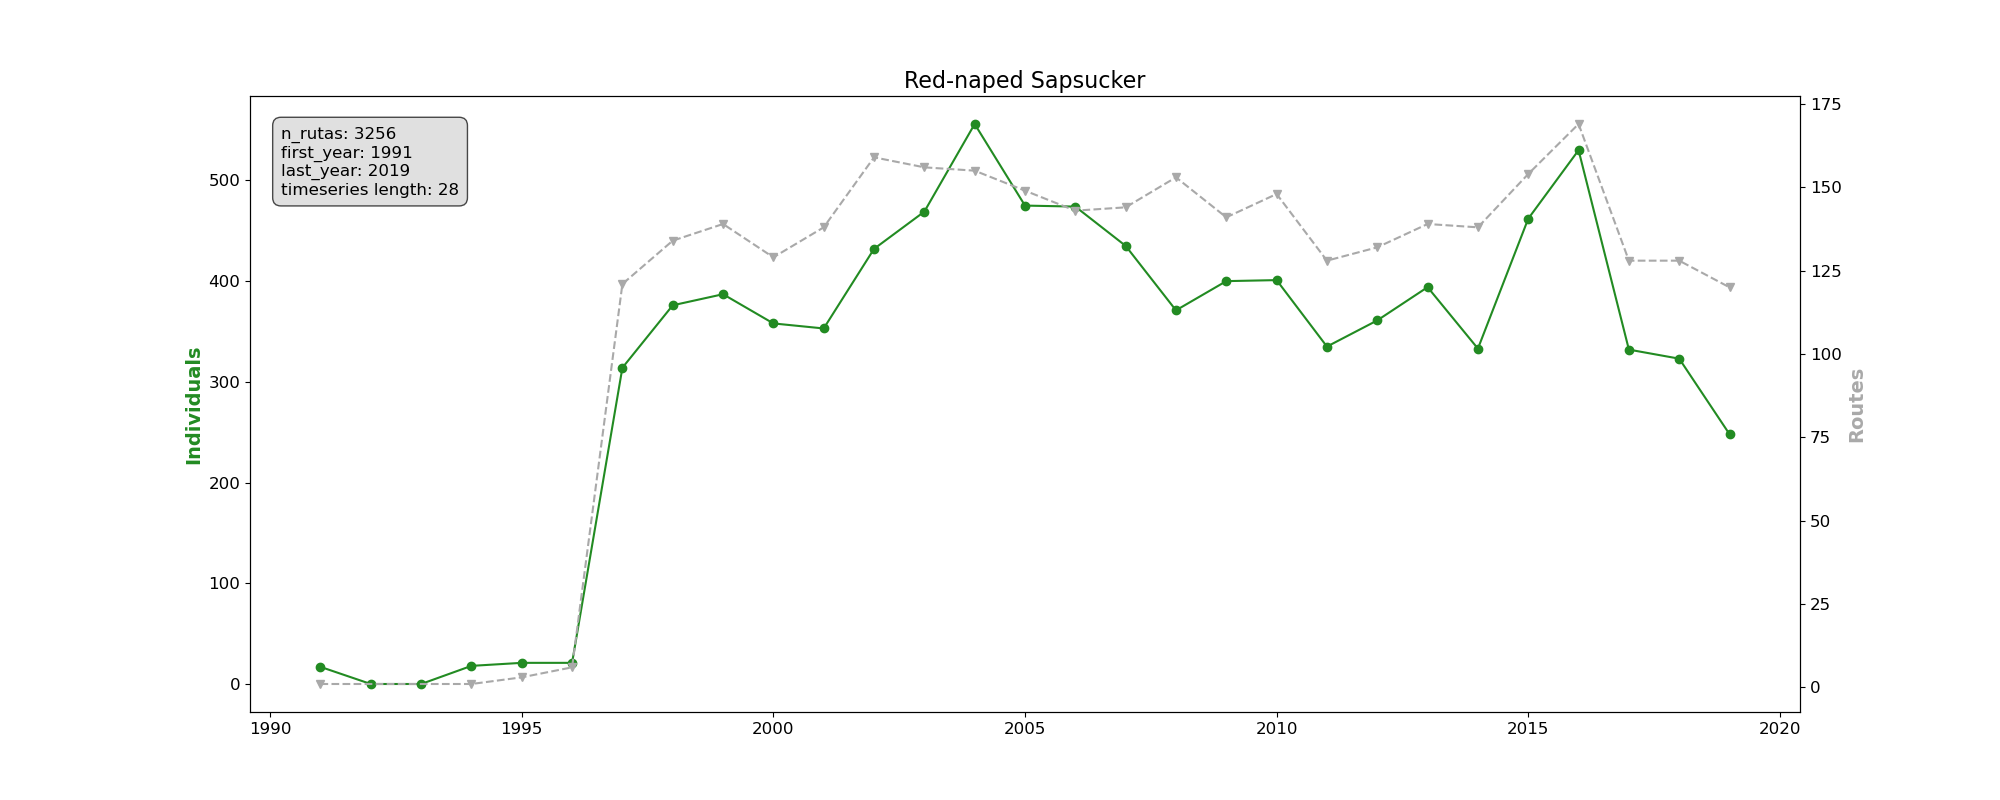 Red-naped Sapsucker
n_rutas: 3256
first_year: 1991
last_year: 2019
timeseries length: 28
Individuals
500
400
300
200
100
0
175
150
125
100
75
50
25
0
Routes
1990 1995 2000 2005 2010 2015 2020